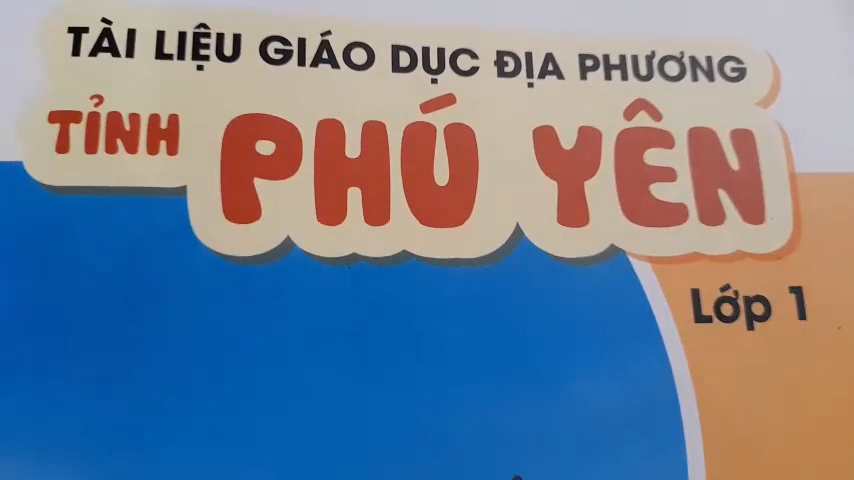 TÀI LIỆU GIÁO DỤC ĐỊA PHƯƠNG
TỈNH PHÚ YÊN
Lớp 1